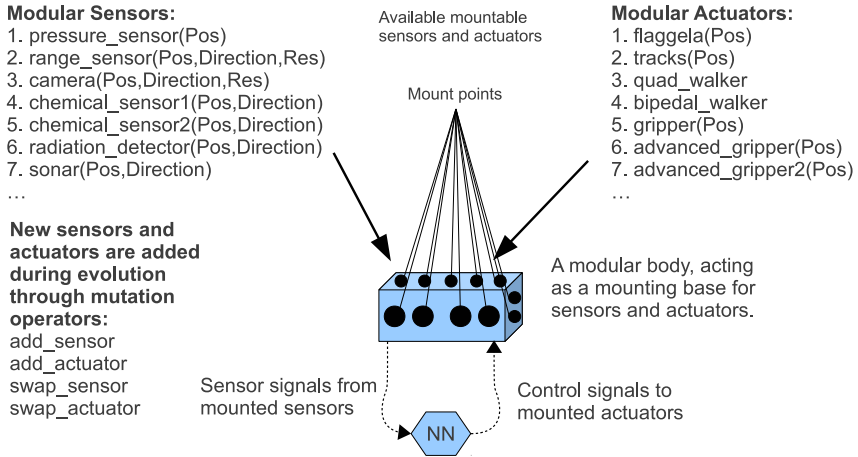 Modular Sensors:
1. pressure_sensor(Pos)
2. range_sensor(Pos,Direction,Res)
3. camera(Pos,Direction,Res)
4. chemical_sensor1(Pos,Direction)
5. chemical_sensor2(Pos,Direction)
6. radiation_detector(Pos,Direction)
7. sonar(Pos,Direction)
...
Available mountable
sensors and actuators
Mount points
Modular Actuators:
1. flaggela(Pos)
2. tracks(Pos)
3. quad_walker
4. bipedal_walker
5. gripper(Pos)
6. advanced_gripper(Pos)
7. advanced_gripper2(Pos)
...
New sensors and
actuators are added
during evolution
through mutation
operators:
add_sensor
add_actuator
swap_sensor
swap_actuator
A modular body, acting
as a mounting base for
sensors and actuators.
Sensor signals from
mounted sensors
Control signals to
mounted actuators
NN